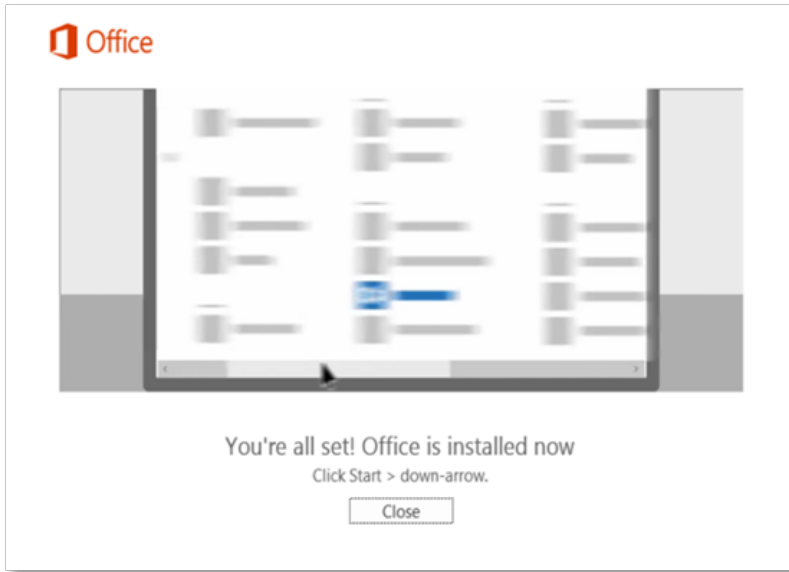 Office
You're all set! Office is installed now
Click Start > down-arrow.
Close